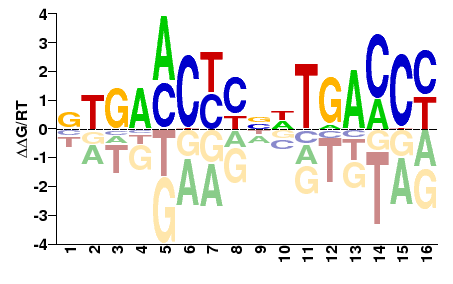 ΔΔG/RT
4
3
2
1
0
-1
-2
-3
-4
G T G A A C T C G T T G A C C C
C C C A T
T A
C G C T C T G A G T A C C C C G G T
T A T G T A A G A C A T T T A A
G G G G G G
1 2 3 4 5 6 7 8 9 10 11 12 13 14 15 16